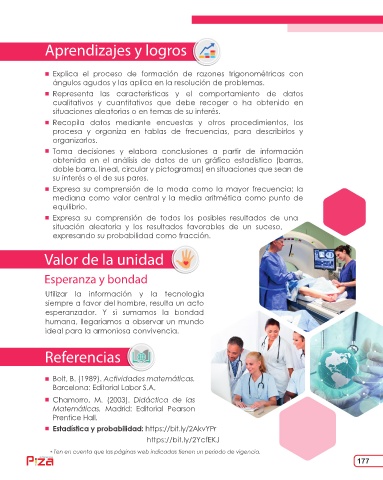 Aprendizajes y logros
Explica el proceso de formación de razones trigonométricas con
ángulos agudos y las aplica en la resolución de problemas.
Representa las características y el comportamiento de datos
cualitativos y cuantitativos que debe recoger o ha obtenido en
situaciones aleatorias o en temas de su interés.
Recopila datos mediante encuestas y otros procedimientos, los
procesa y organiza en tablas de frecuencias, para describirlos y
organizarlos.
Toma decisiones y elabora conclusiones a partir de información
obtenida en el análisis de datos de un gráfico estadístico (barras,
doble barra, lineal, circular y pictogramas) en situaciones que sean de
su interés o el de sus pares.
Expresa su comprensión de la moda como la mayor frecuencia; la
mediana como valor central y la media aritmética como punto de
equilibrio.
Expresa su comprensión de todos los posibles resultados de una
situación aleatoria y los resultados favorables de un suceso,
expresando su probabilidad como fracción.
Valor de la unidad
Esperanza y bondad
Utilizar la información y la tecnología
siempre a favor del hombre, resulta un acto
esperanzador. Y si sumamos la bondad
humana, llegaríamos a observar un mundo
ideal para la armoniosa convivencia.
Referencias
Bolt, B. (1989). Actividades matemáticas.
Barcelona: Editorial Labor S.A.
Chamorro, M. (2003). Didáctica de las
Matemáticas. Madrid: Editorial Pearson
Prentice Hall.
Estadística y probabilidad: https://bit.ly/2AkvYPr
https://bit.ly/2YcfEKJ
• Ten en cuenta que las páginas web indicadas tienen un periodo de vigencia.
Pizá
177